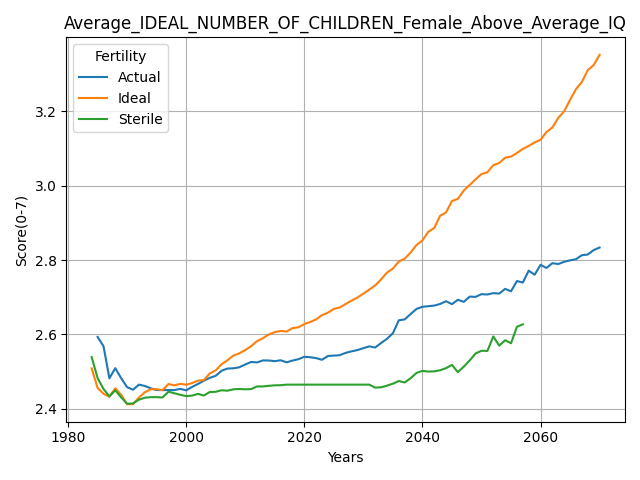 Average_IDEAL_NUMBER_OF_CHILDREN_Female_Above_Average_IQ
Fertility
Actual
Ideal
Sterile
Score(0-7)
3.2
3.0
2.8
2.6
2.4
1980 2000 2020 2040 2060
Years